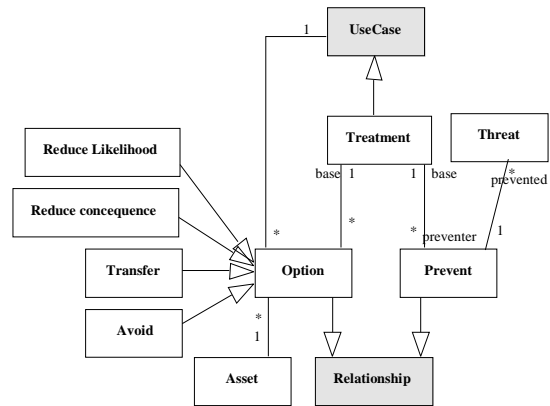 1
UseCase
Treatment
Threat
Reduce Likelihood
base 1
1 base
*
prevented
Reduce concequence
*
*
*
preventer
1
Transfer
Option
Prevent
Avoid
*
1
Asset
Relationship